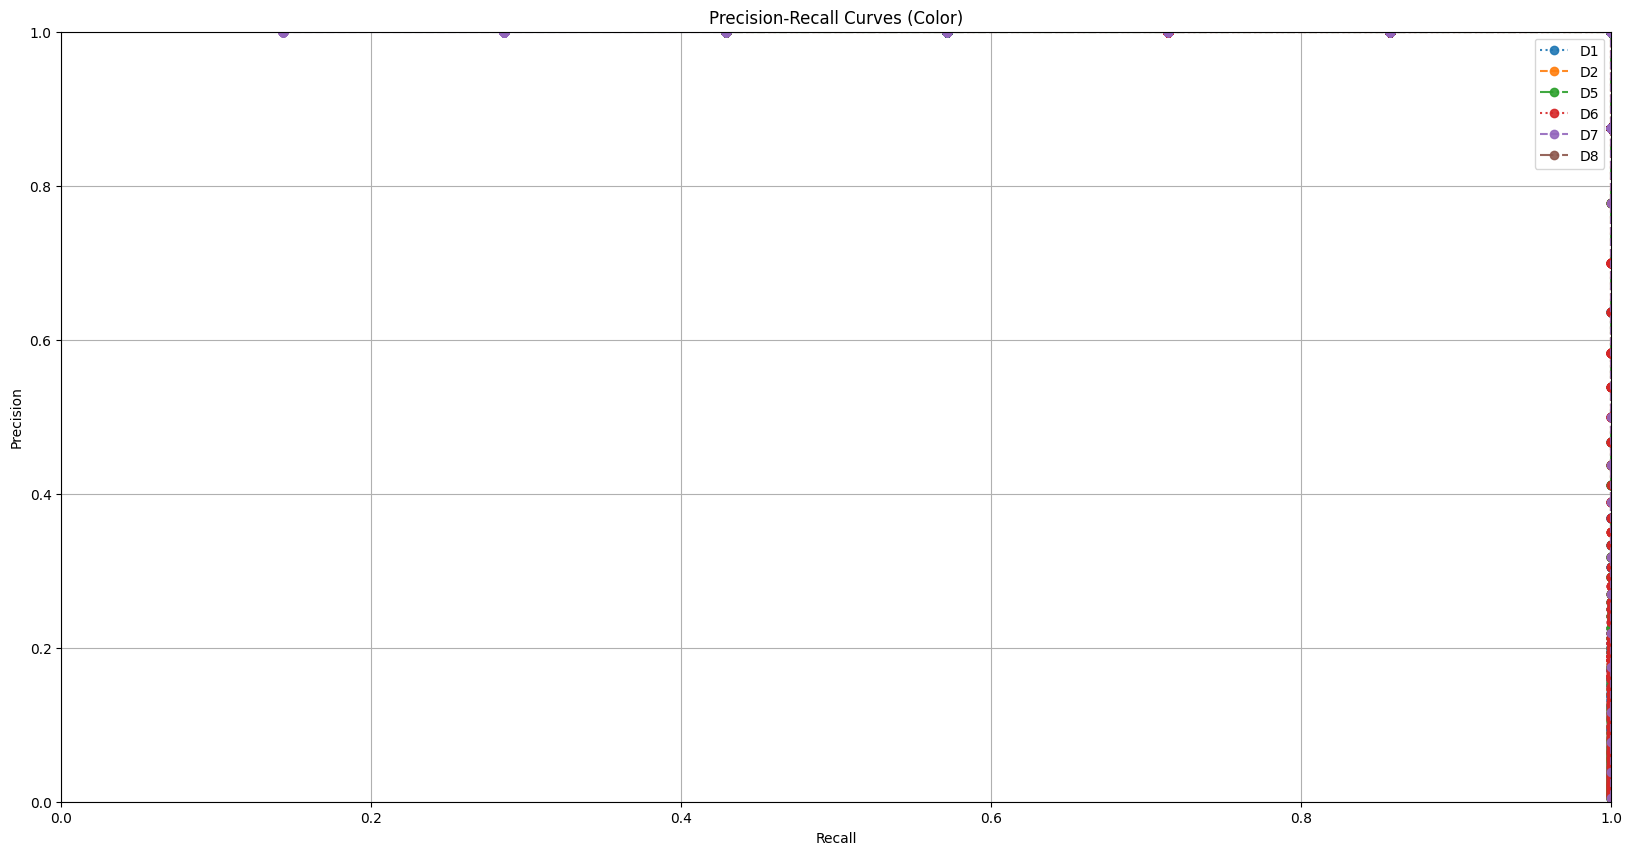 Precision-Recall Curves (Color)
1.0
0.8
0.6
0.4
0.2
0.0
Precision
D1
D2
D5
D6
D7
D8
0.0 0.2 0.4 0.6 0.8 1.0
Recall